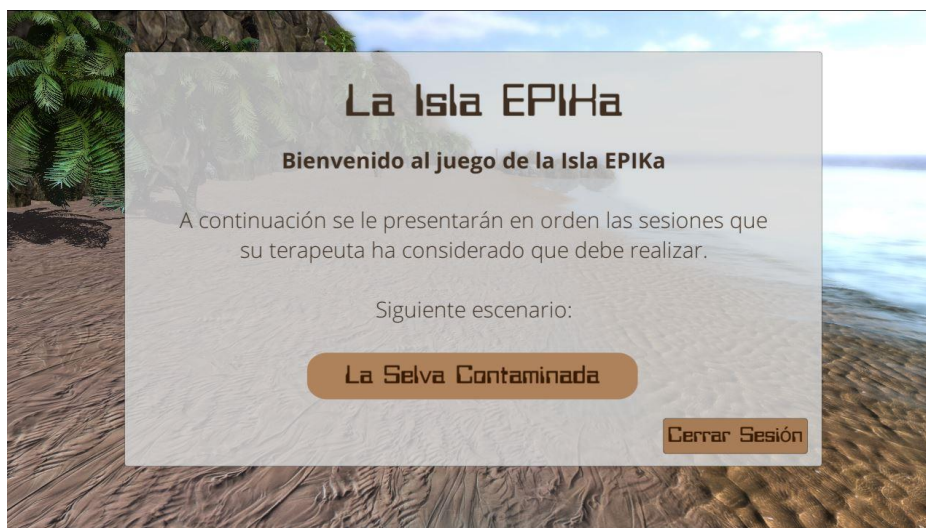 La Isla EPIKa
Bienvenido al juego de la Isla EPIKa
A continuación se le presentarán en orden las sesiones que
su terapeuta ha considerado que debe realizar.
Siguiente escenario:
La Selva Contaminada
Cerrar Sesión